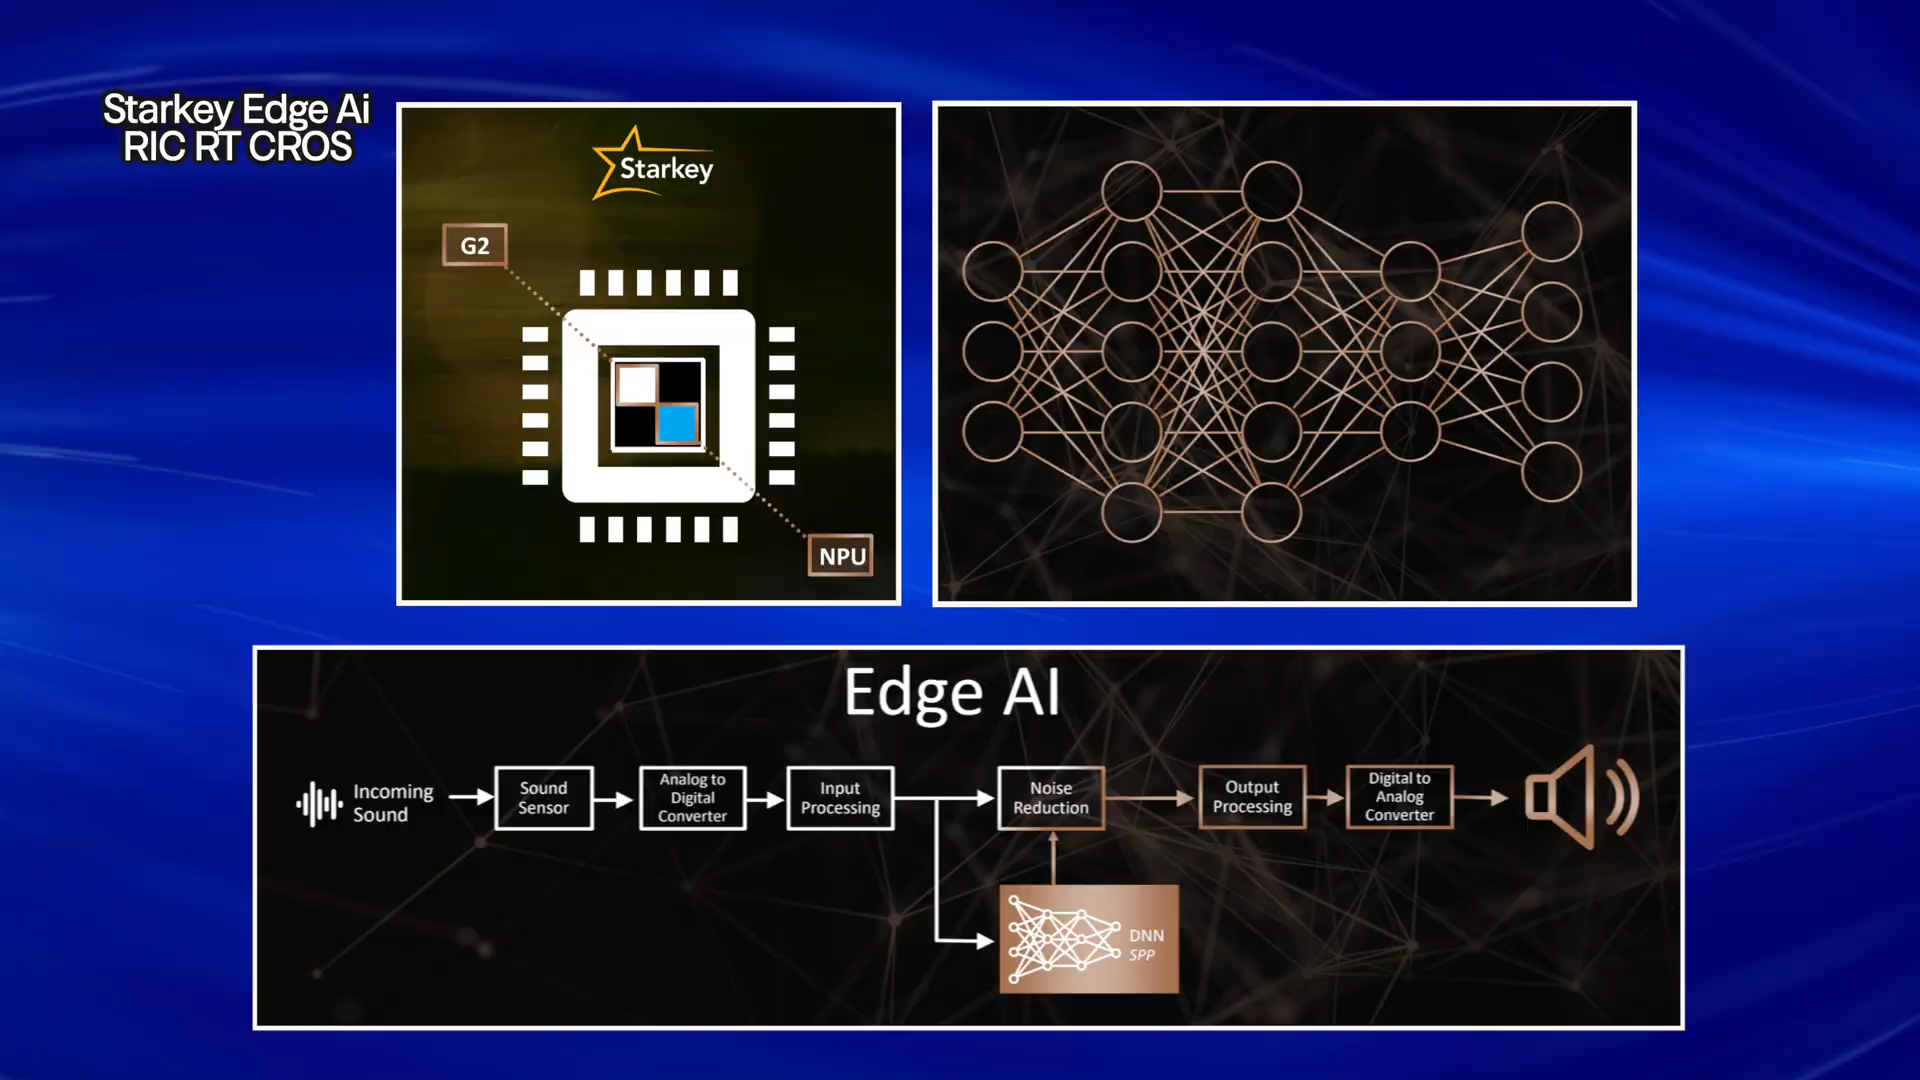 Starkey Edge Ai
RIC RT CROS
Starkey
G2
NPU
Edge AI
Incoming
Sound
Sound
Sensor
Analog to
Digital
Converter
Input
Processing
Noise
Reduction
Output
Processing
Digital to
Analog
Converter
DNN
SPP